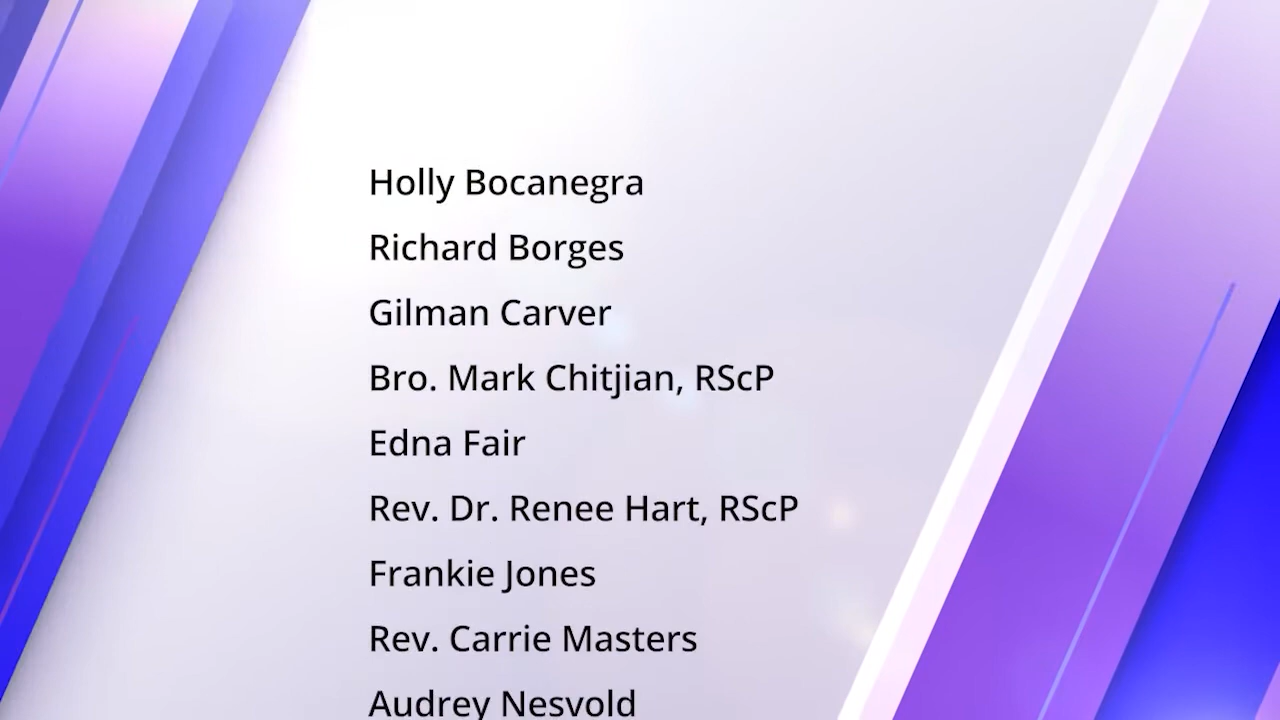 Holly Bocanegra
Richard Borges
Gilman Carver
Bro. Mark Chitjian, RScP
Edna Fair
Rev. Dr. Renee Hart, RScP
Frankie Jones
Rev. Carrie Masters
Audrey Nesvold